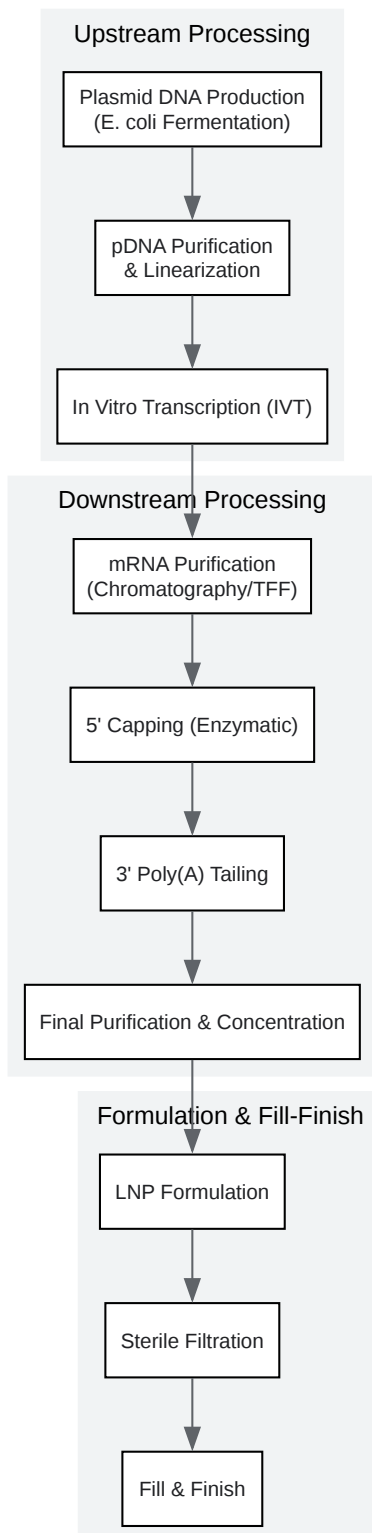 Upstream Processing
Plasmid DNA Production
(E. coli Fermentation)
pDNA Purification
& Linearization
In Vitro Transcription (IVT)
Downstream Processing
mRNA Purification
(Chromatography/TFF)
5' Capping (Enzymatic)
3' Poly(A) Tailing
Final Purification & Concentration
Formulation & Fill-Finish
LNP Formulation
Sterile Filtration
Fill & Finish